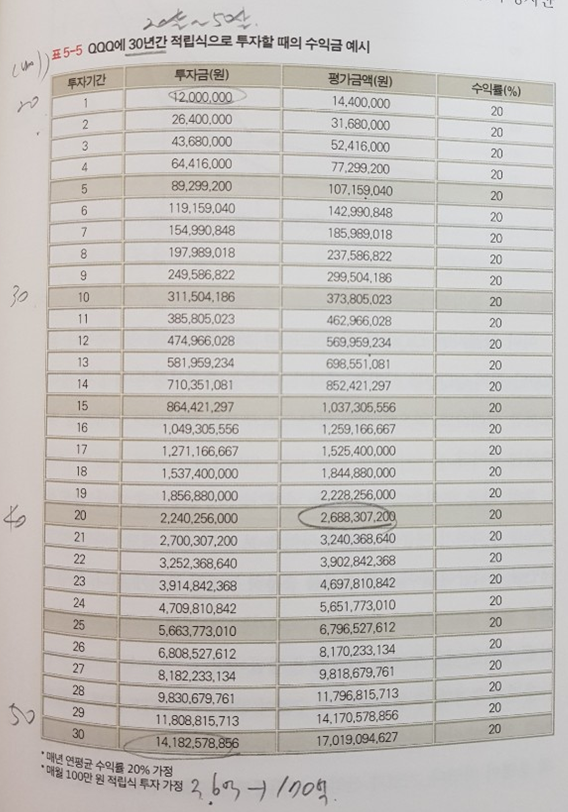 20살~50살
표 5-5 QQQ에 30년간 적립식으로 투자할 때의 수익금 예시
투자기간 투자금(원) 평가금액(원) 수익률(%)
20
1 12,000,000 14,400,000 20
2 26,400,000 31,680,000 20
3 43,680,000 52,416,000 20
4 64,416,000 77,299,200 20
5 89,299,200 107,159,040 20
6 119,159,040 142,990,848 20
7 154,990,848 185,989,018 20
8 197,989,018 237,586,822 20
9 249,586,822 299,504,186 20
30
10 311,504,186 373,805,023 20
11 385,805,023 462,966,028 20
12 474,966,028 569,959,234 20
13 581,959,234 698,551,081 20
14 710,351,081 852,421,297 20
15 864,421,297 1,037,305,556 20
16 1,049,305,556 1,259,166,667 20
17 1,271,166,667 1,525,400,000 20
18 1,537,400,000 1,844,880,000 20
19 1,856,880,000 2,228,256,000 20
40
20 2,240,256,000 2,688,307,200 20
21 2,700,307,200 3,240,368,640 20
22 3,252,368,640 3,902,842,368 20
23 3,914,842,368 4,697,810,842 20
24 4,709,810,842 5,651,773,010 20
25 5,663,773,010 6,796,527,612 20
26 6,808,527,612 8,170,233,134 20
27 8,182,233,134 9,818,679,761 20
28 9,830,679,761 11,796,815,713 20
50
29 11,808,815,713 14,170,578,856 20
30 14,182,578,856 17,019,094,627 20
* 매년 연평균 수익률 20% 가정
* 매월 100만 원 적립식 투자 가정 3.6억 → 170억